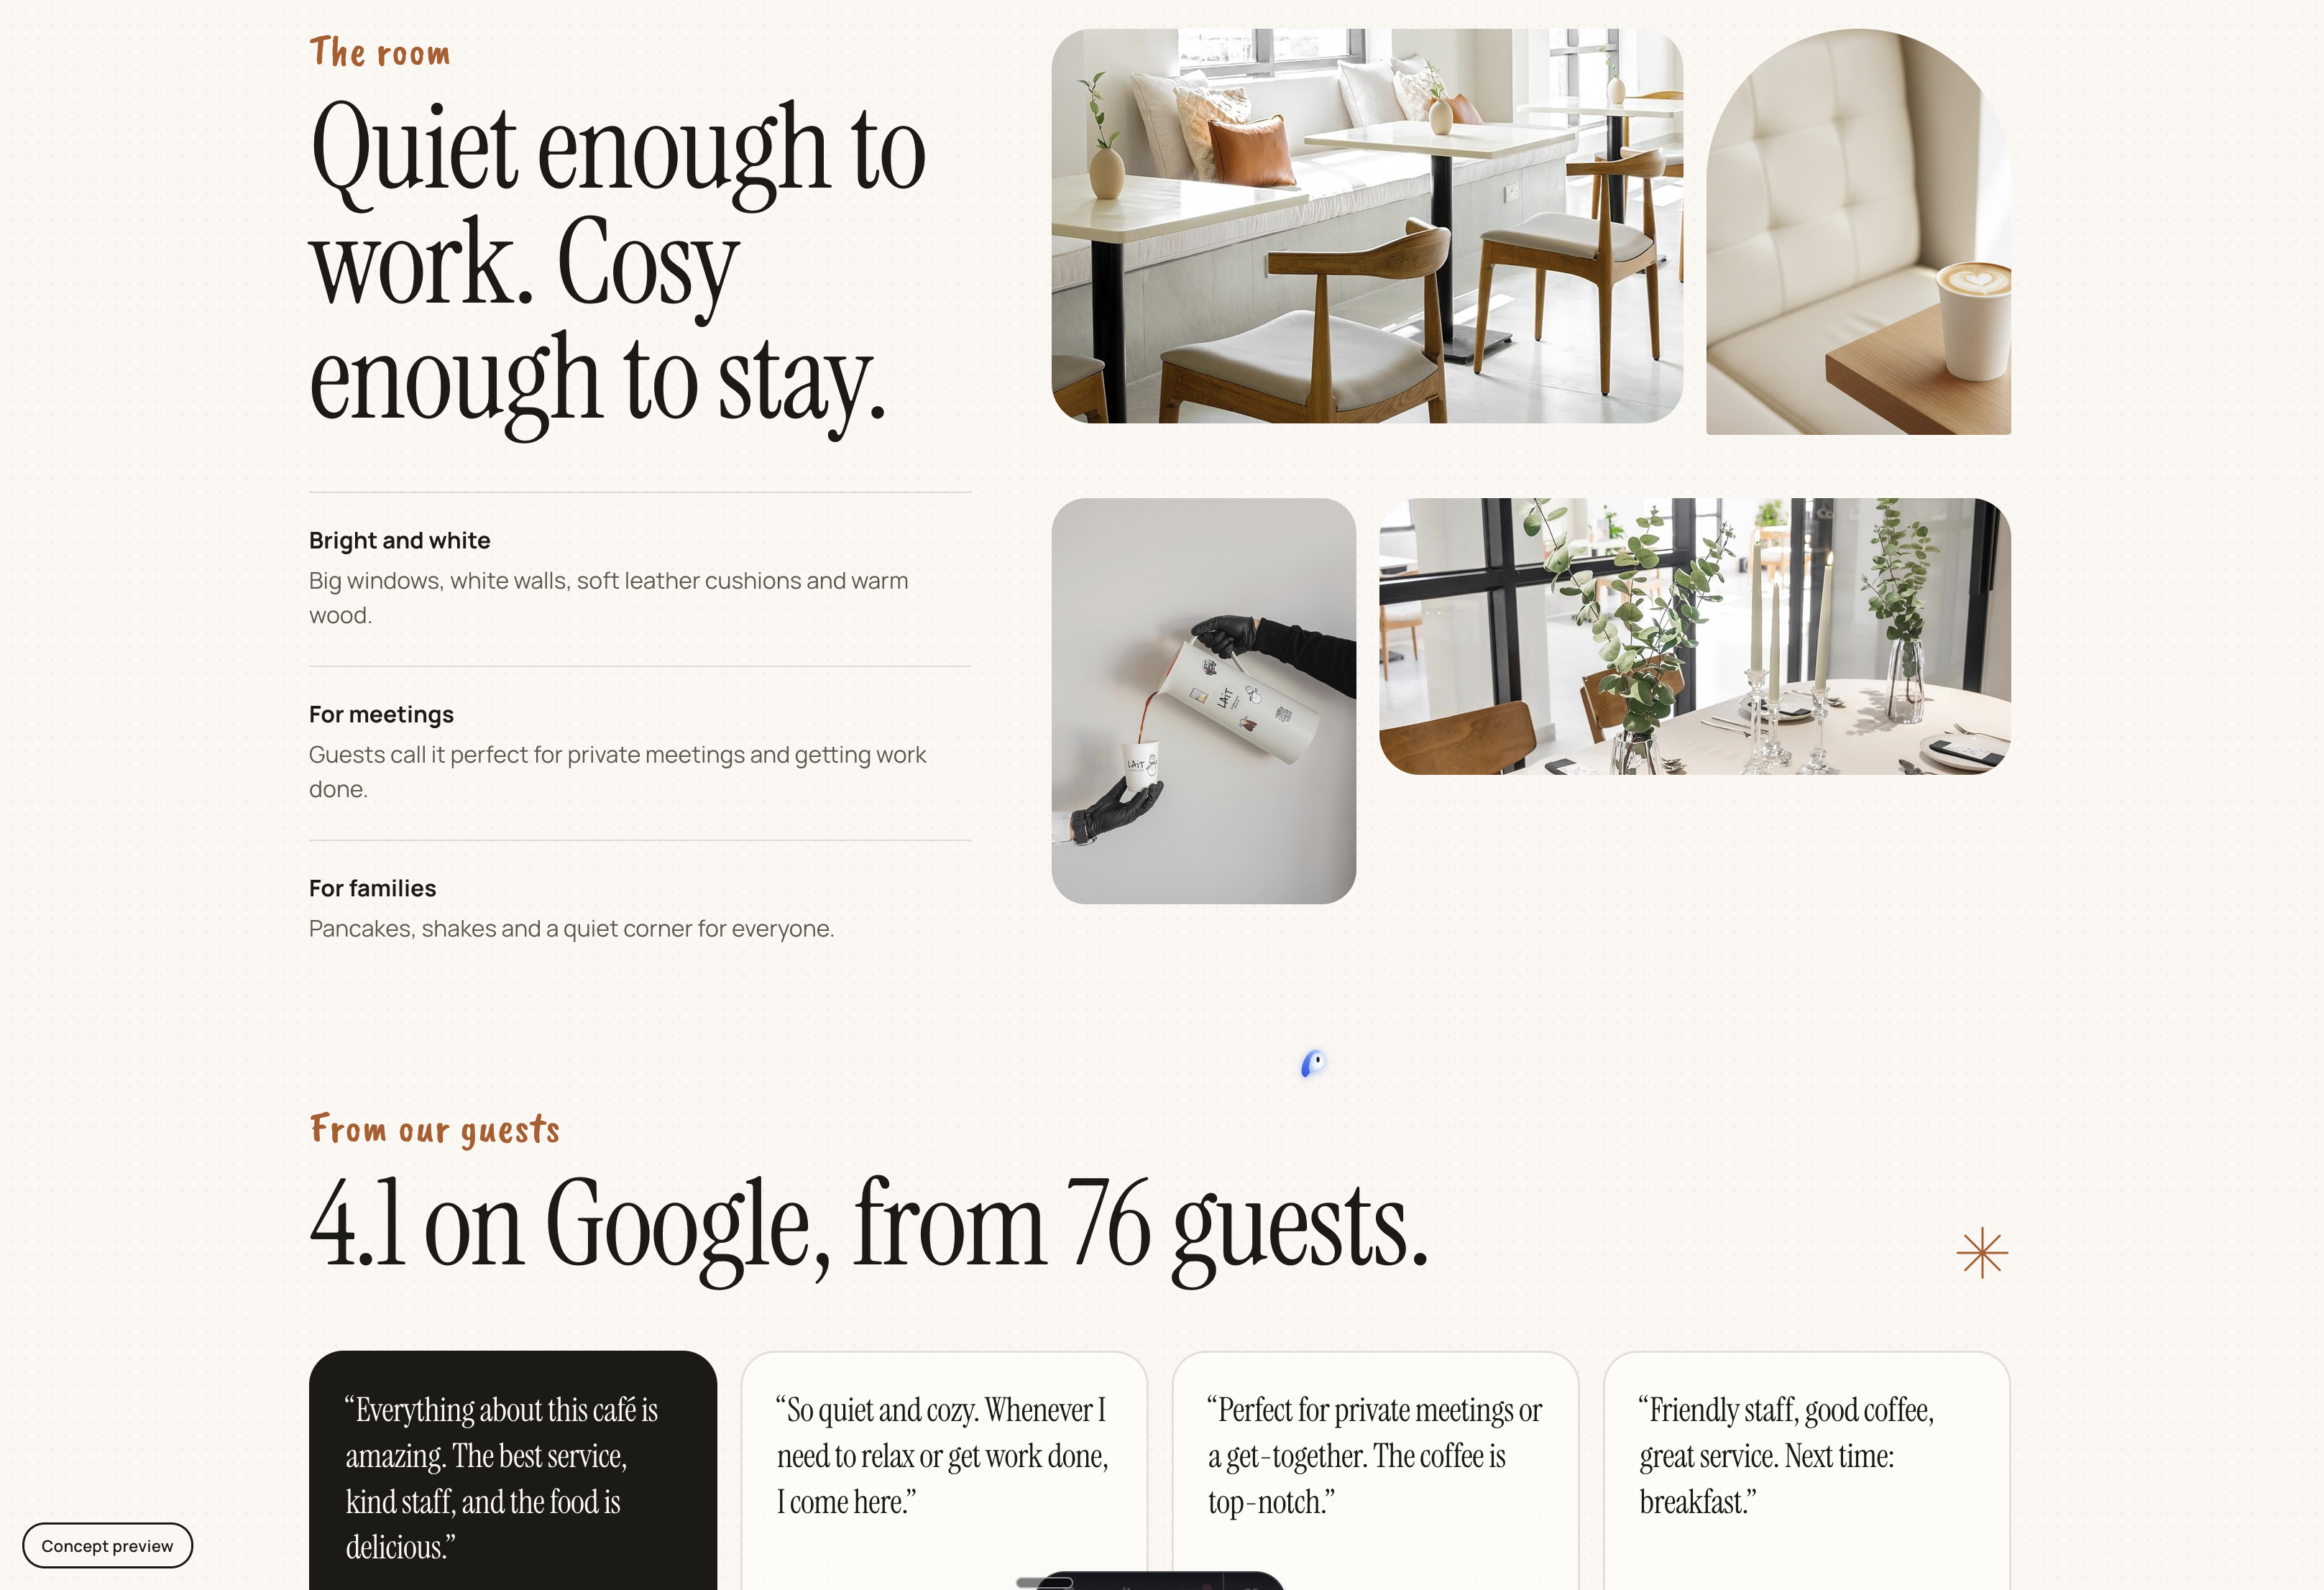 The room
Quiet enough to
work. Cosy
enough to stay.
Bright and white
Big windows, white walls, soft leather cushions and warm
wood.
For meetings
Guests call it perfect for private meetings and getting work
done.
For families
Pancakes, shakes and a quiet corner for everyone.
LAiT
LAiT
From our guests
4.1 on Google, from 76 guests.
“Everything about this café is
amazing. The best service,
kind staff, and the food is
delicious.”
“So quiet and cozy. Whenever I
need to relax or get work done,
I come here.”
“Perfect for private meetings or
a get-together. The coffee is
top-notch.”
“Friendly staff, good coffee,
great service. Next time:
breakfast.”
Concept preview